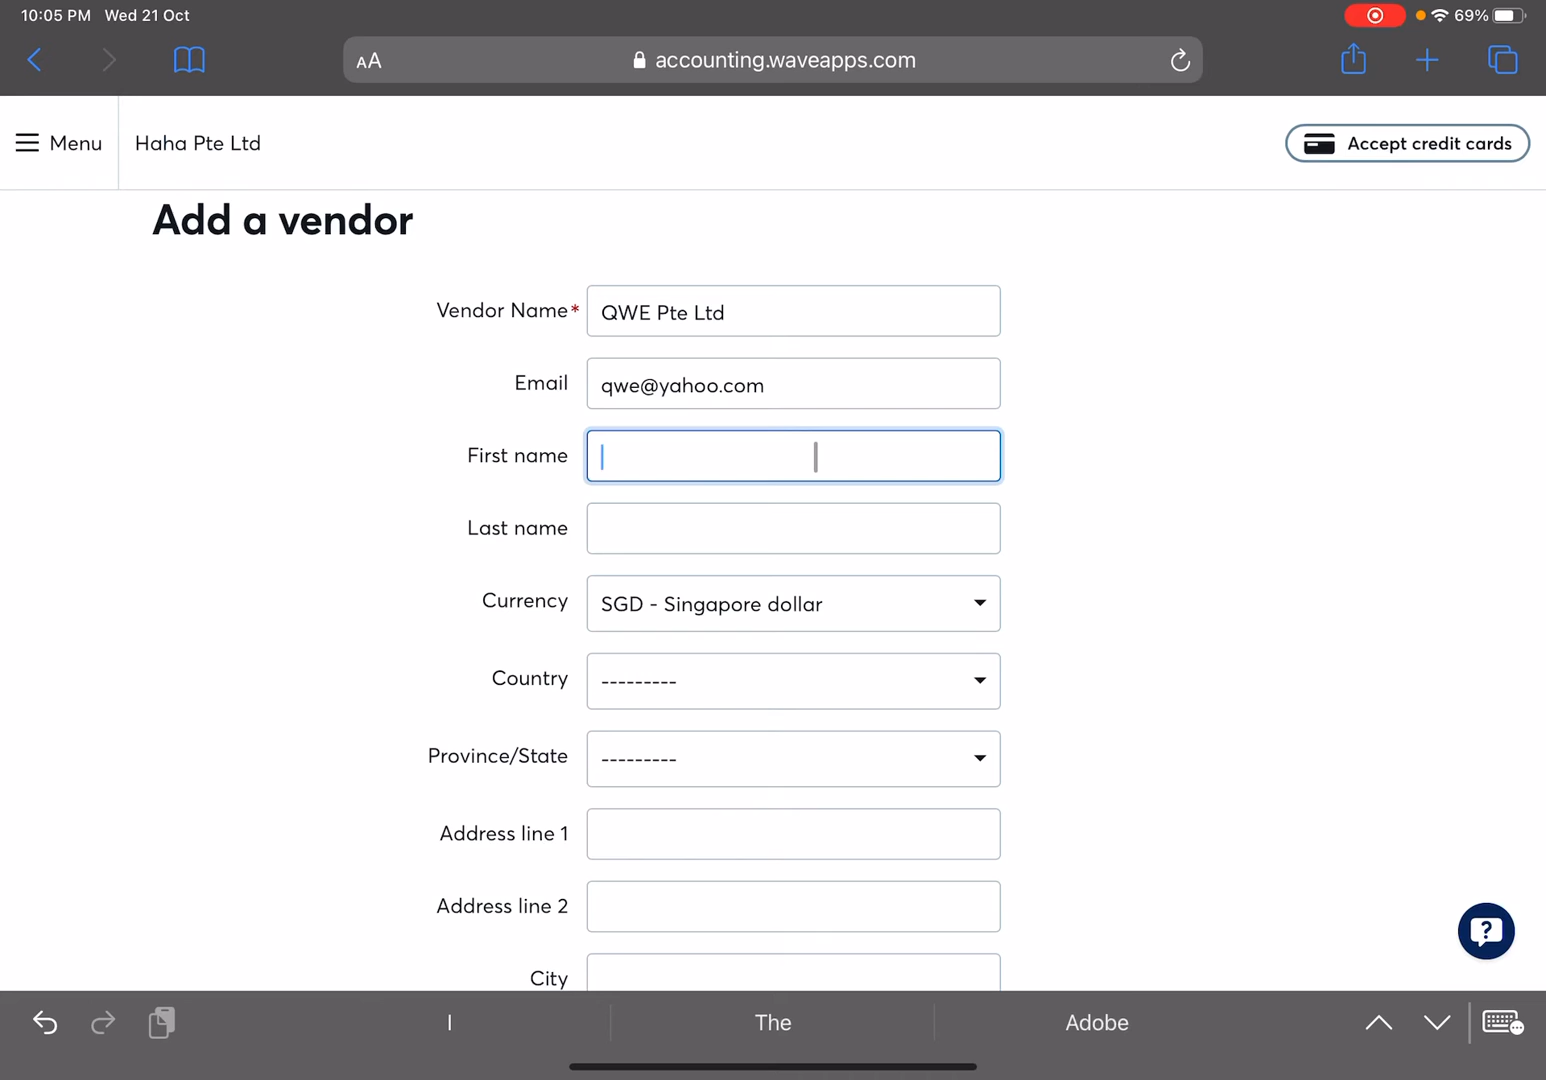 10:05 PM Wed 21 Oct
69%
AA
accounting.waveapps.com
Menu
Haha Pte Ltd
Accept credit cards
Add a vendor
Vendor Name*
QWE Pte Ltd
Email
qwe@yahoo.com
First name
Last name
Currency
SGD - Singapore dollar
Country
---------
Province/State
---------
Address line 1
Address line 2
City
?
I
The
Adobe